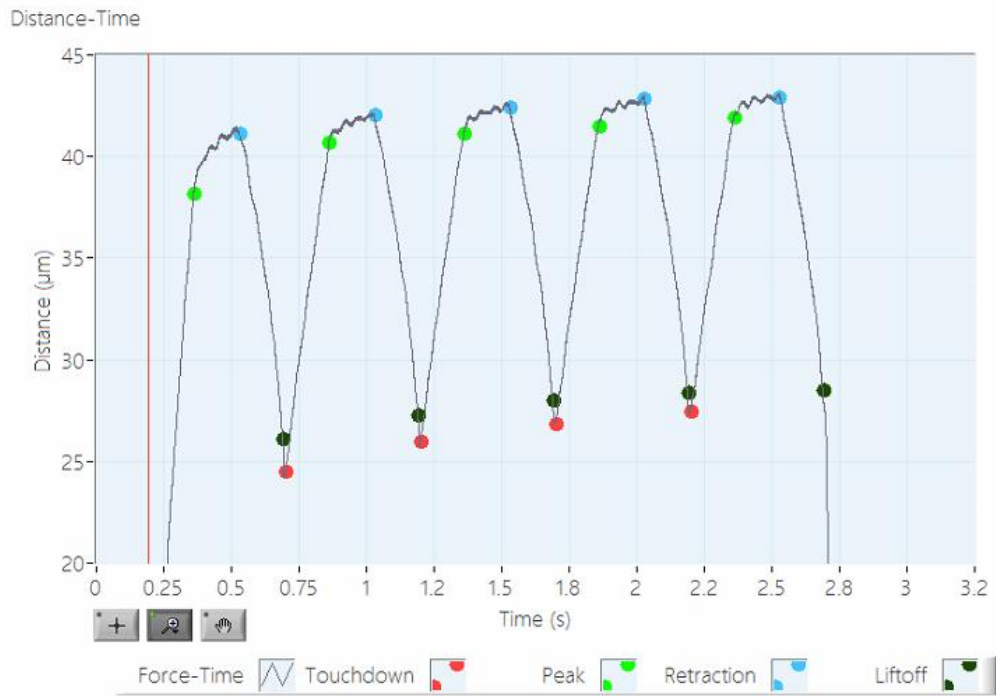 Distance-Time
45
40
35
30
25
20
Distance (µm)
0 0.25 0.5 0.75 1 1.2 1.5 1.8 2 2.2 2.5 2.8 3 3.2
Time (s)
Force-Time Touchdown Peak Retraction Liftoff